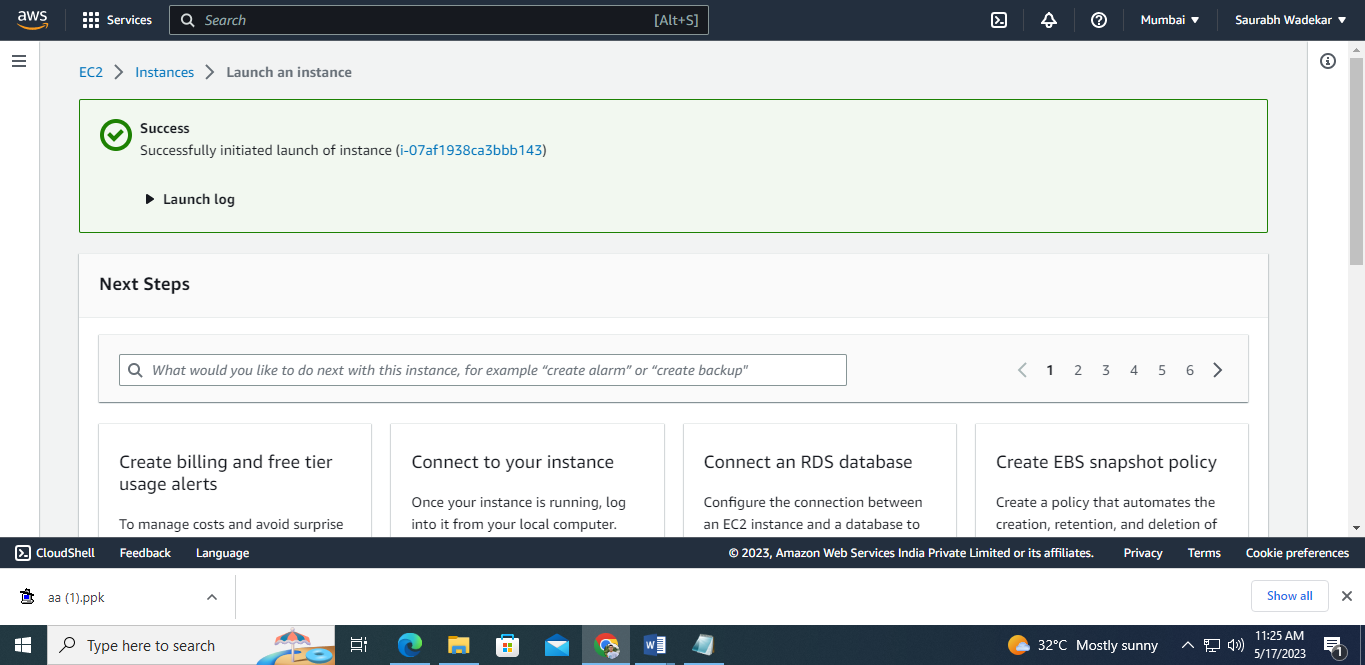 aws
Services
Search
[Alt+S]
Mumbai
Saurabh Wadekar
EC2
Instances
Launch an instance
Success
Successfully initiated launch of instance (i-07af1938ca3bbb143)
Launch log
Next Steps
What would you like to do next with this instance, for example “create alarm” or “create backup"
1 2 3 4 5 6
Create billing and free tier
usage alerts
To manage costs and avoid surprise
Connect to your instance
Once your instance is running, log
into it from your local computer.
Connect an RDS database
Configure the connection between
an EC2 instance and a database to
Create EBS snapshot policy
Create a policy that automates the
creation, retention, and deletion of
CloudShell
Feedback
Language
© 2023, Amazon Web Services India Private Limited or its affiliates.
Privacy
Terms
Cookie preferences
aa (1).ppk
Show all
Type here to search
32°C Mostly sunny
11:25 AM
5/17/2023
1